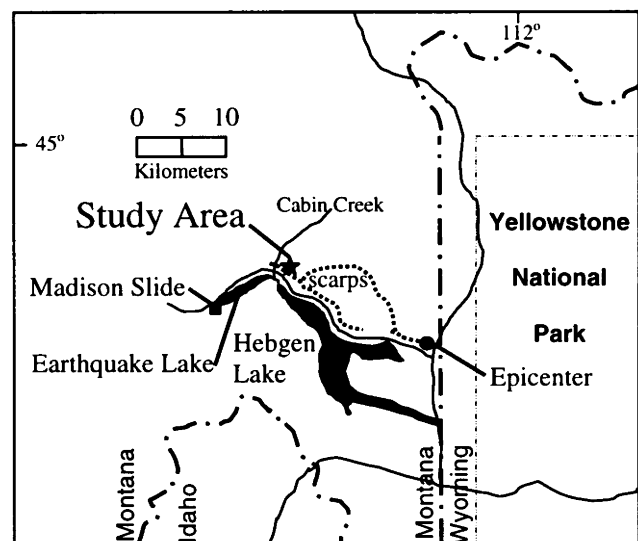 112°
0 5 10
45°
Kilometers
Cabin Creek
Study Area
Yellowstone
National
Park
scarps
Madison Slide
Earthquake Lake
Hebgen
Lake
Epicenter
Montana
Idaho
Montana
Wyoming